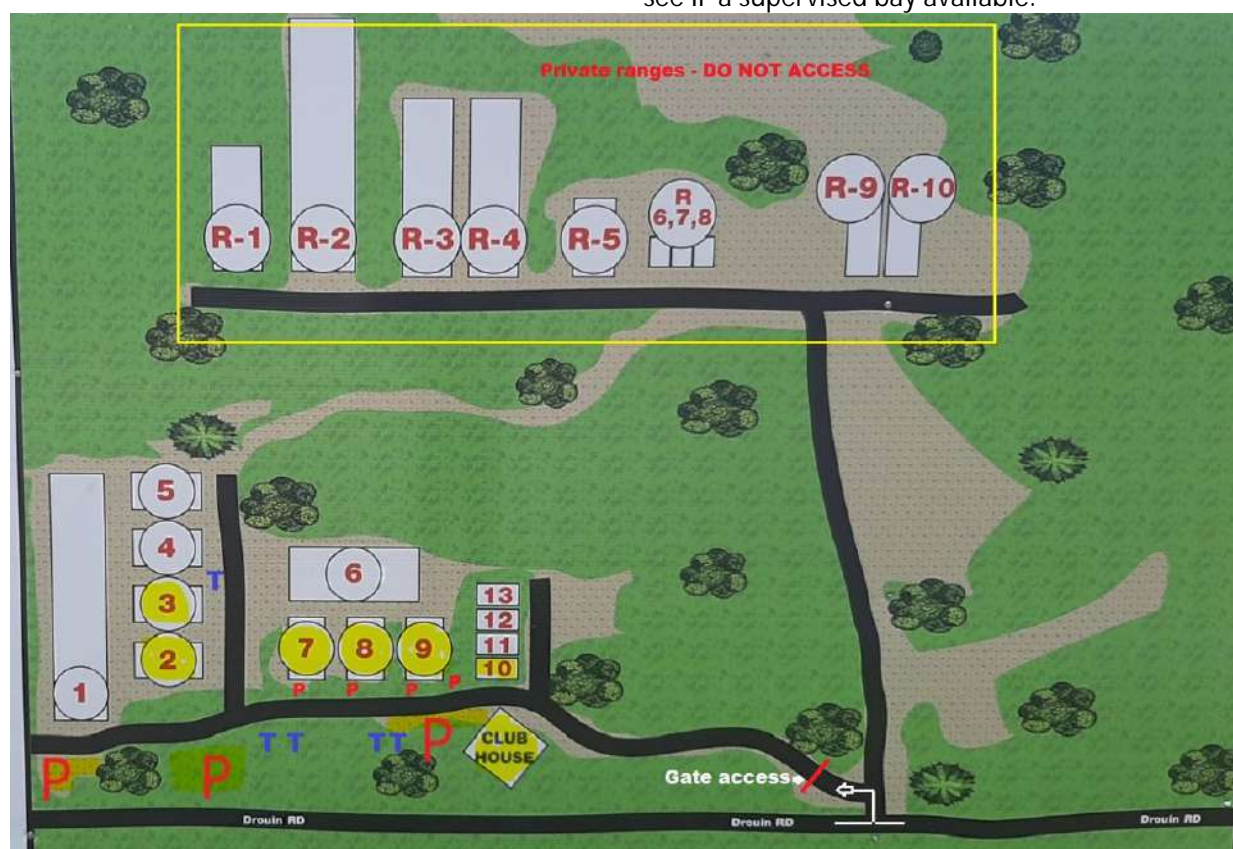 see if a supervised bay available.
Private ranges - DO NOT ACCESS
R-1
R-2
R-3
R-4
R-5
R
6,7,8
R-9
R-10
5
4
3
2
1
T
6
7
8
9
13
12
11
10
P
P
P
P
T T
TT
P
CLUB
HOUSE
P
P
Gate access
Drouin RD
Drouin RD
Drouin RD